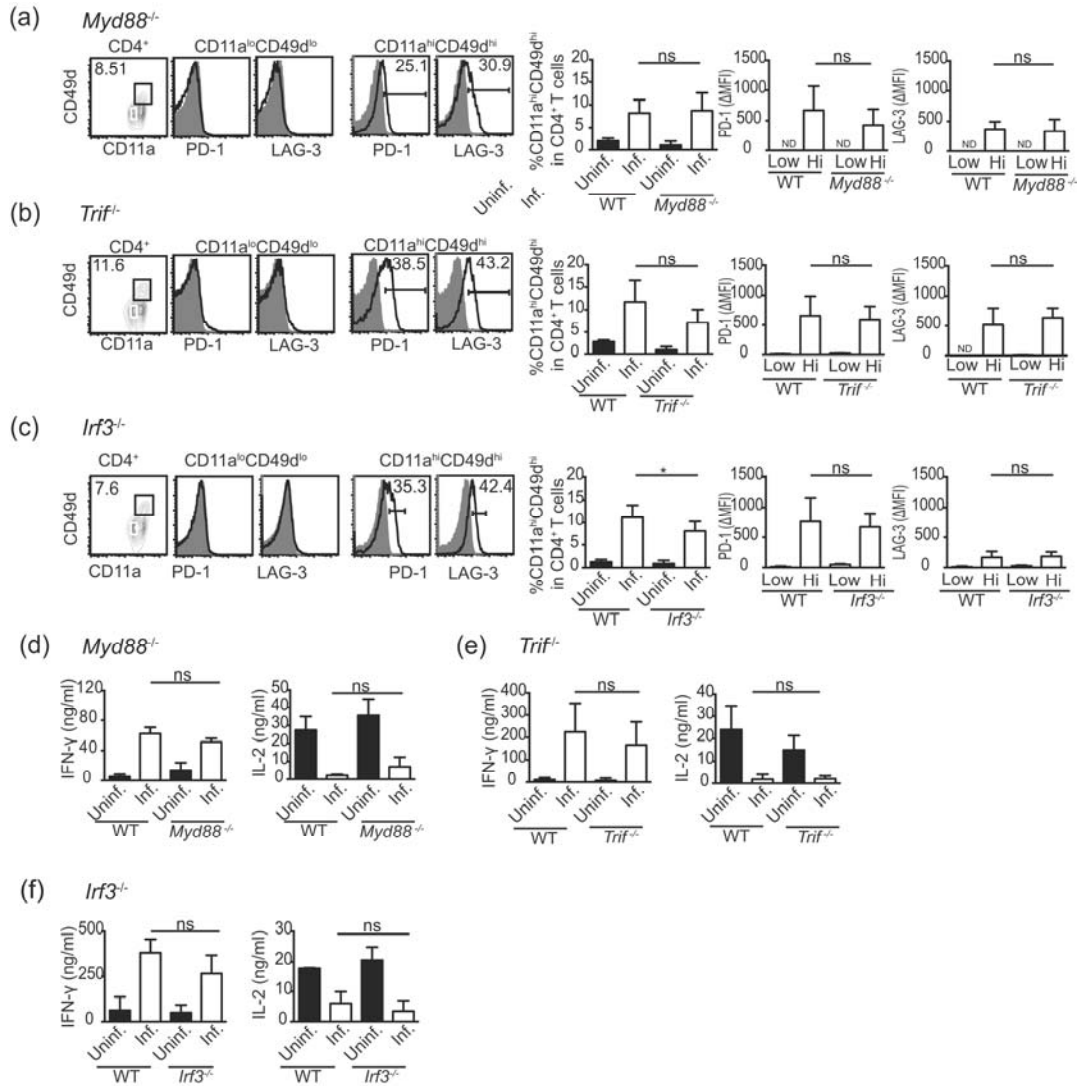 (a) Myd88-/-
CD4+ CD11aloCD49dlo CD11ahiCD49dhi
8.51 25.1 30.9
CD49d
CD11a PD-1 LAG-3 PD-1 LAG-3
Uninf. Inf.
%CD11ahiCD49dhi
in CD4+ T cells
20
15
10
5
0
ns
Uninf. Inf. Uninf. Inf.
WT Myd88-/-
PD-1 (ΔMFI)
1500
1000
500
0
ns
ND ND
Low Hi Low Hi
WT Myd88-/-
LAG-3 (ΔMFI)
1500
1000
500
0
ns
ND ND
Low Hi Low Hi
WT Myd88-/-
(b) Trif-/-
CD4+ CD11aloCD49dlo CD11ahiCD49dhi
11.6 38.5 43.2
CD49d
CD11a PD-1 LAG-3 PD-1 LAG-3
%CD11ahiCD49dhi
in CD4+ T cells
20
15
10
5
0
ns
Uninf. Inf. Uninf. Inf.
WT Trif-/-
PD-1 (ΔMFI)
1500
1000
500
0
ns
Low Hi Low Hi
WT Trif-/-
LAG-3 (ΔMFI)
1500
1000
500
0
ns
ND
Low Hi Low Hi
WT Trif-/-
(c) Irf3-/-
CD4+ CD11aloCD49dlo CD11ahiCD49dhi
7.6 35.3 42.4
CD49d
CD11a PD-1 LAG-3 PD-1 LAG-3
%CD11ahiCD49dhi
in CD4+ T cells
20
15
10
5
0
*
Uninf. Inf. Uninf. Inf.
WT Irf3-/-
PD-1 (ΔMFI)
1500
1000
500
0
ns
Low Hi Low Hi
WT Irf3-/-
LAG-3 (ΔMFI)
1500
1000
500
0
ns
Low Hi Low Hi
WT Irf3-/-
(d) Myd88-/-
IFN-γ (ng/ml)
120
80
40
0
ns
Uninf. Inf. Uninf. Inf.
WT Myd88-/-
IL-2 (ng/ml)
50
40
30
20
10
0
ns
Uninf. Inf. Uninf. Inf.
WT Myd88-/-
(e) Trif-/-
IFN-γ (ng/ml)
400
300
200
100
0
ns
Uninf. Inf. Uninf. Inf.
WT Trif-/-
IL-2 (ng/ml)
40
30
20
10
0
ns
Uninf. Inf. Uninf. Inf.
WT Trif-/-
(f) Irf3-/-
IFN-γ (ng/ml)
500
250
0
ns
Uninf. Inf. Uninf. Inf.
WT Irf3-/-
IL-2 (ng/ml)
30
20
10
0
ns
Uninf. Inf. Uninf. Inf.
WT Irf3-/-